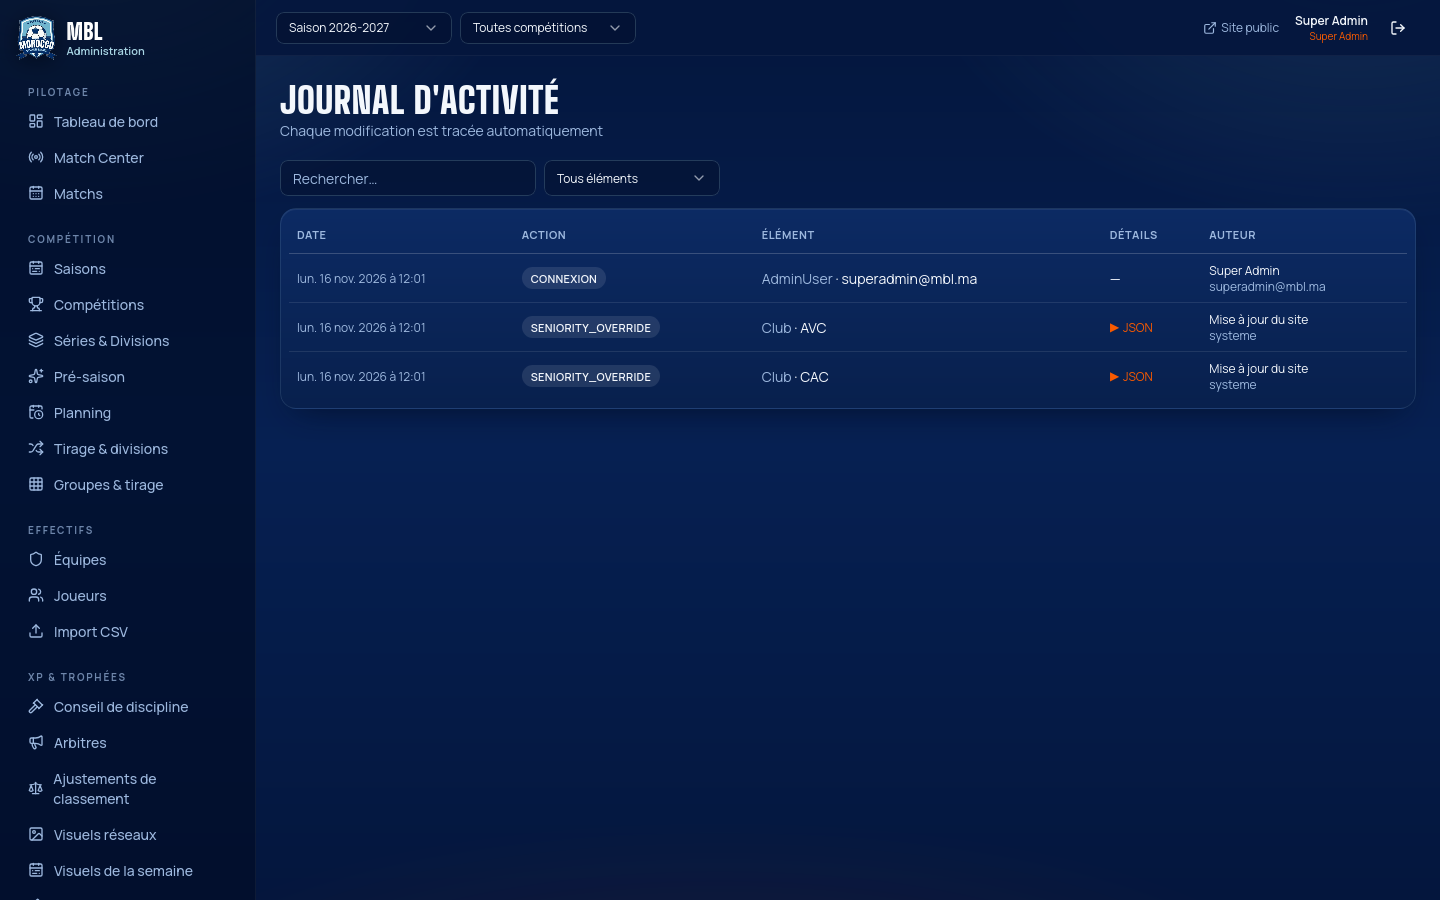 MBL
Administration
PILOTAGE
Tableau de bord
Match Center
Matchs
COMPÉTITION
Saisons
Compétitions
Séries & Divisions
Pré-saison
Planning
Tirage & divisions
Groupes & tirage
EFFECTIFS
Équipes
Joueurs
Import CSV
XP & TROPHÉES
Conseil de discipline
Arbitres
Ajustements de
classement
Visuels réseaux
Visuels de la semaine
Saison 2026-2027
Toutes compétitions
Site public
Super Admin
Super Admin
JOURNAL D'ACTIVITÉ
Chaque modification est tracée automatiquement
Rechercher...
Tous éléments
DATE ACTION ÉLÉMENT DÉTAILS AUTEUR
lun. 16 nov. 2026 à 12:01 CONNEXION AdminUser · superadmin@mbl.ma — Super Admin
superadmin@mbl.ma
lun. 16 nov. 2026 à 12:01 SENIORITY_OVERRIDE Club · AVC ▶ JSON Mise à jour du site
systeme
lun. 16 nov. 2026 à 12:01 SENIORITY_OVERRIDE Club · CAC ▶ JSON Mise à jour du site
systeme